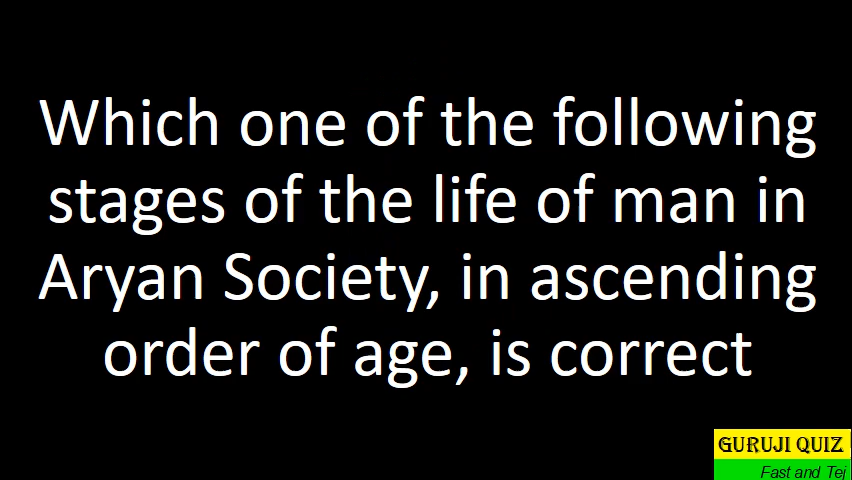 Which one of the following
stages of the life of man in
Aryan Society, in ascending
order of age, is correct
GURUJI QUIZ
Fast and Tej